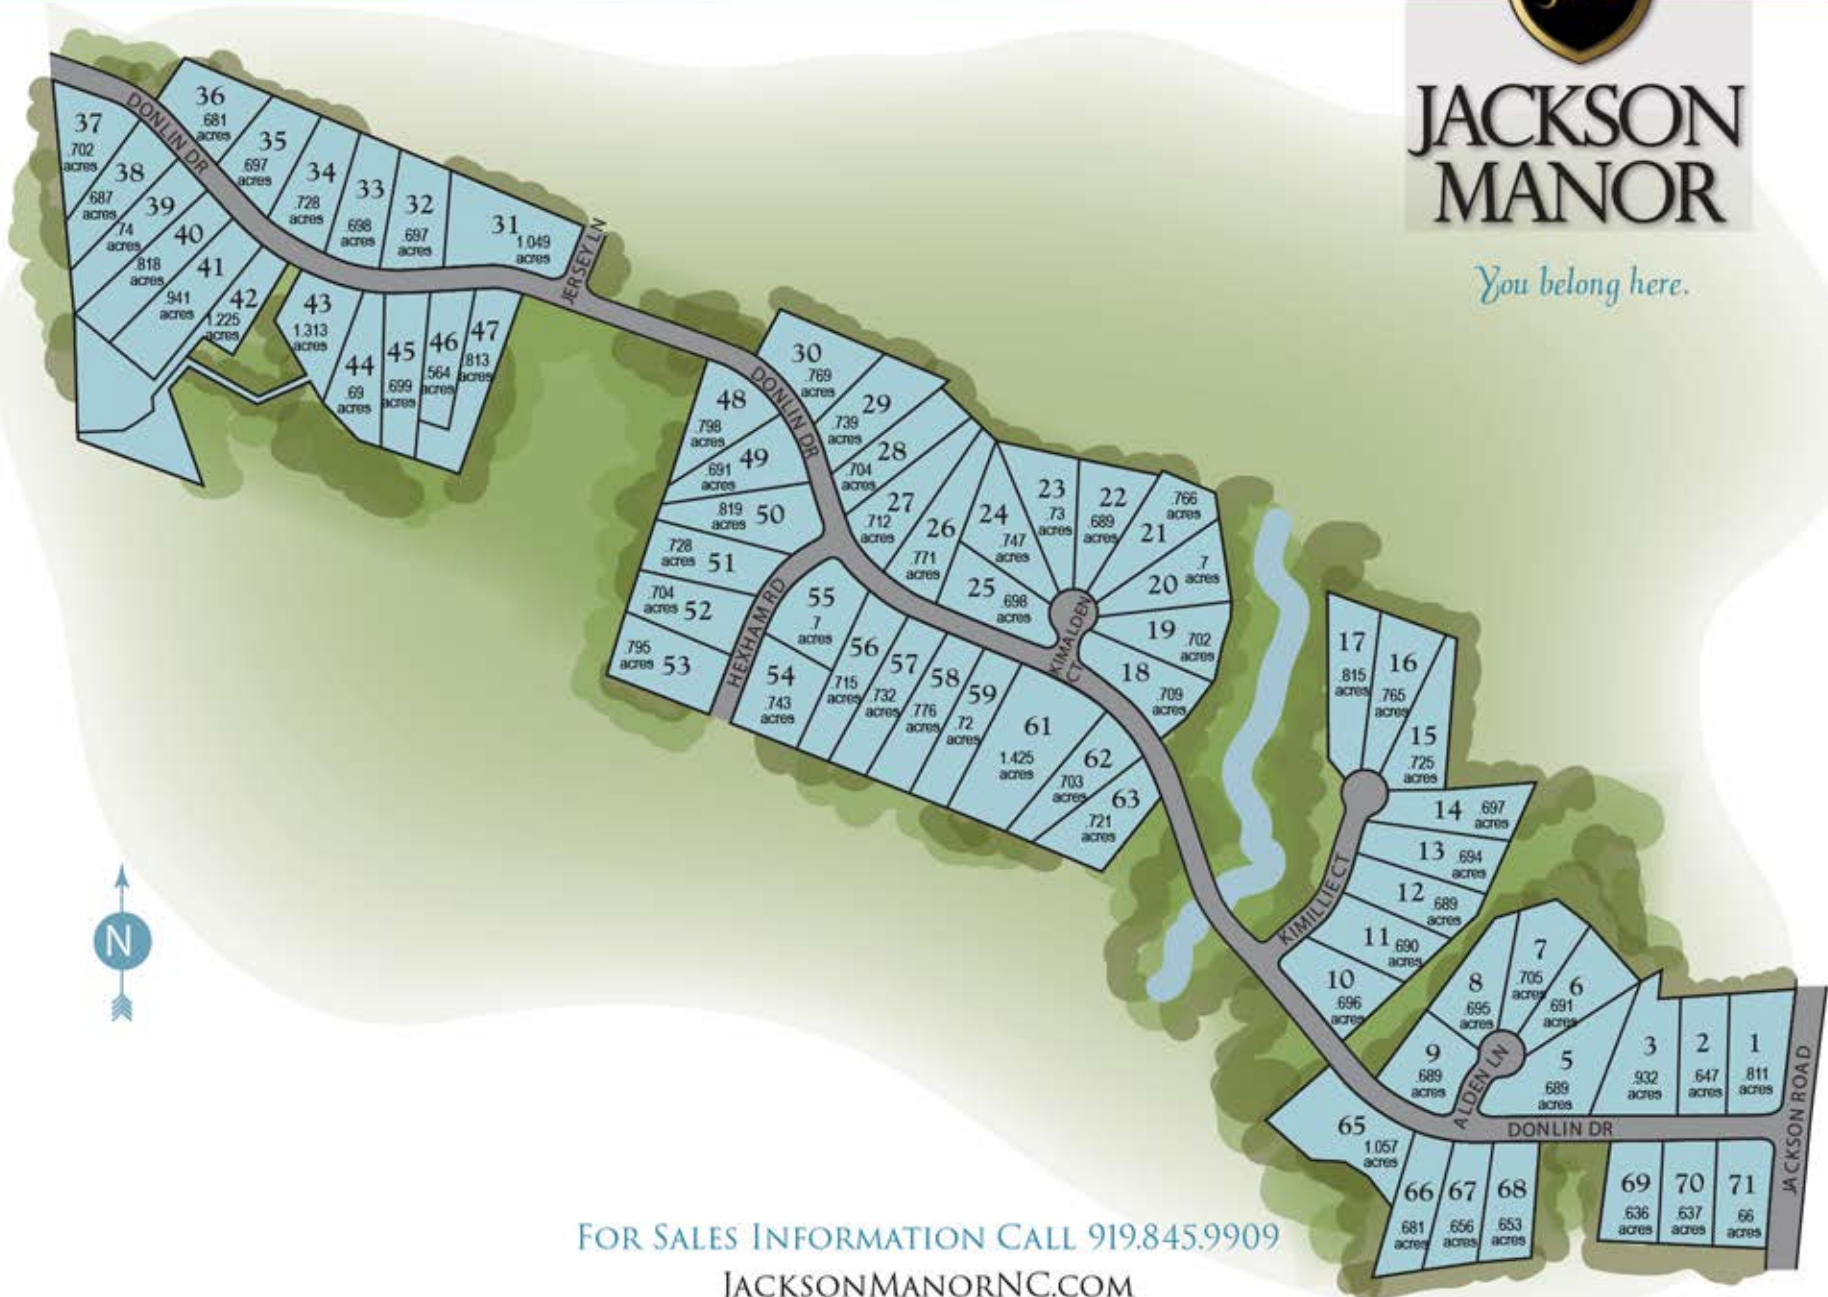 JACKSON
MANOR
You belong here.
DONLIN DR
37
.702
acres
38
.687
acres
39
.74
acres
40
.818
acres
41
.941
acres
42
1.225
acres
36
.681
acres
35
.697
acres
34
.728
acres
33
.698
acres
32
.697
acres
31
1.049
acres
JERSEY LN
43
1.313
acres
44
.69
acres
45
.699
acres
46
.564
acres
47
.813
acres
30
.769
acres
DONLIN DR
29
.739
acres
28
.704
acres
27
.712
acres
26
.771
acres
25
.698
acres
24
.747
acres
23
.73
acres
22
.689
acres
21
.766
acres
20
.7
acres
19
.702
acres
18
.709
acres
KIMALDEN
CT
48
.798
acres
49
.691
acres
50
.819
acres
51
.728
acres
52
.704
acres
53
.795
acres
HEXHAM RD
55
.7
acres
54
.743
acres
56
.715
acres
57
.732
acres
58
.776
acres
59
.72
acres
61
1.425
acres
62
.703
acres
63
.721
acres
17
.815
acres
16
.765
acres
15
.725
acres
14
.697
acres
13
.694
acres
12
.689
acres
11
.690
acres
10
.696
acres
KIMILLIE CT
N
8
.695
acres
7
.705
acres
6
.691
acres
9
.689
acres
ALDEN LN
5
.689
acres
3
.932
acres
2
.647
acres
1
.811
acres
JACKSON ROAD
DONLIN DR
65
1.057
acres
66
.681
acres
67
.656
acres
68
.653
acres
69
.636
acres
70
.637
acres
71
.66
acres
JACKSON ROAD
FOR SALES INFORMATION CALL 919.845.9909
JACKSONMANORNC.COM